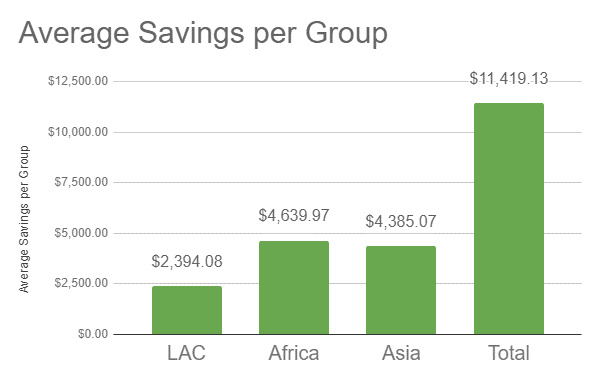 Average Savings per Group
Average Savings per Group
$12,500.00
$10,000.00
$7,500.00
$5,000.00
$2,500.00
$0.00
$2,394.08
$4,639.97
$4,385.07
$11,419.13
LAC
Africa
Asia
Total